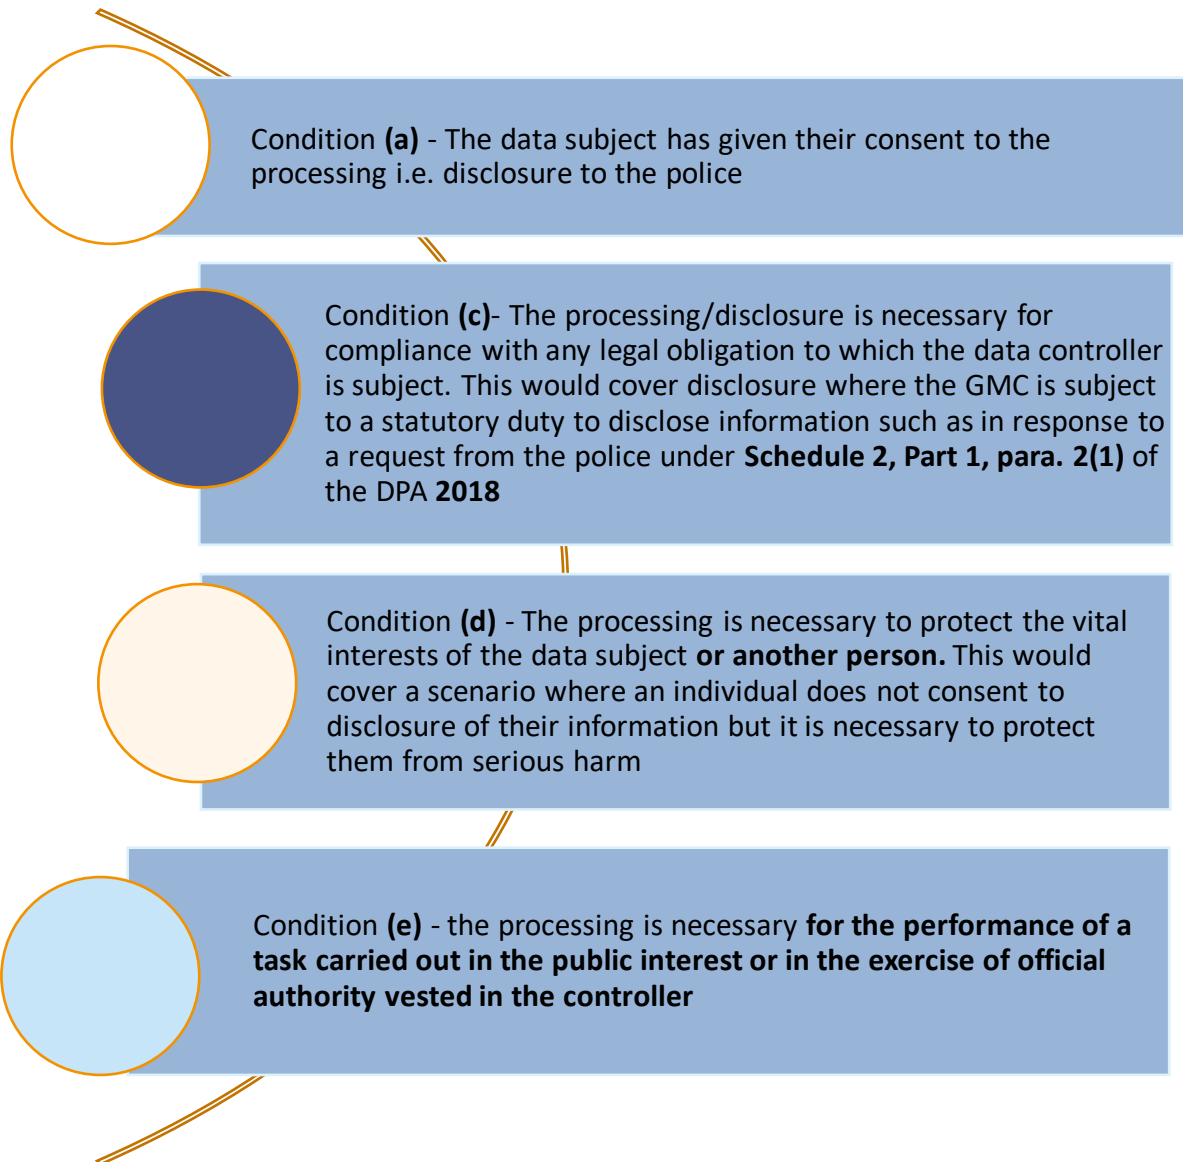 Condition (a) - The data subject has given their consent to the
processing i.e. disclosure to the police
Condition (c)- The processing/disclosure is necessary for
compliance with any legal obligation to which the data controller
is subject. This would cover disclosure where the GMC is subject
to a statutory duty to disclose information such as in response to
a request from the police under Schedule 2, Part 1, para. 2(1) of
the DPA 2018
Condition (d) - The processing is necessary to protect the vital
interests of the data subject or another person. This would
cover a scenario where an individual does not consent to
disclosure of their information but it is necessary to protect
them from serious harm
Condition (e) - the processing is necessary for the performance of a
task carried out in the public interest or in the exercise of official
authority vested in the controller